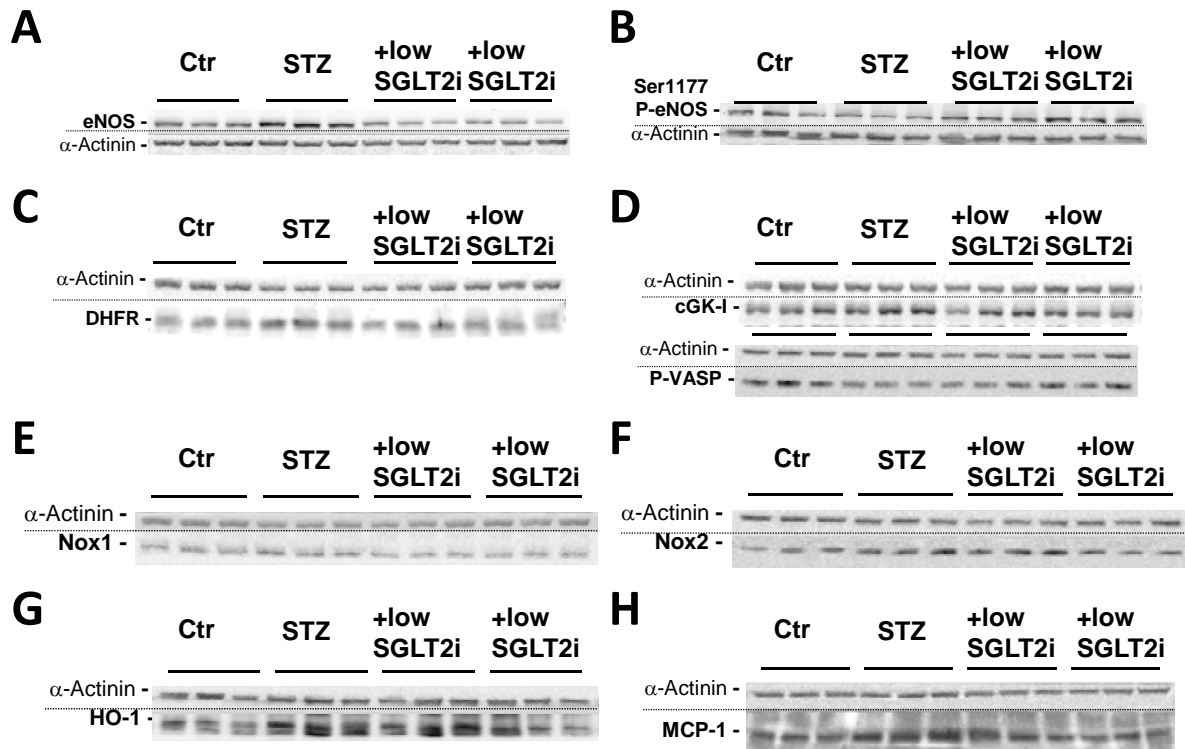 A
Ctr STZ +low SGLT2i +low SGLT2i
eNOS -
α-Actinin -
B
Ctr STZ +low SGLT2i +low SGLT2i
Ser1177
P-eNOS -
α-Actinin -
C
Ctr STZ +low SGLT2i +low SGLT2i
α-Actinin -
DHFR -
D
Ctr STZ +low SGLT2i +low SGLT2i
α-Actinin -
cGK-I -
α-Actinin -
P-VASP -
E
Ctr STZ +low SGLT2i +low SGLT2i
α-Actinin -
Nox1 -
F
Ctr STZ +low SGLT2i +low SGLT2i
α-Actinin -
Nox2 -
G
Ctr STZ +low SGLT2i +low SGLT2i
α-Actinin -
HO-1 -
H
Ctr STZ +low SGLT2i +low SGLT2i
α-Actinin -
MCP-1 -